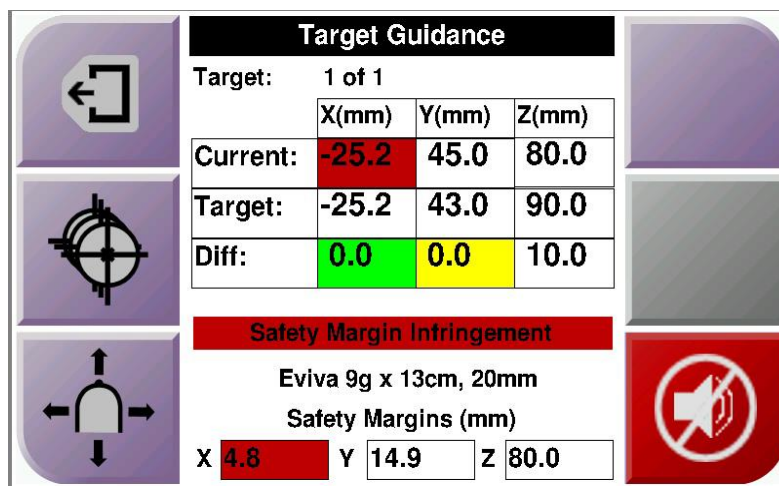 Target Guidance
Target: 1 of 1
X(mm) Y(mm) Z(mm)
Current: -25.2 45.0 80.0
Target: -25.2 43.0 90.0
Diff: 0.0 0.0 10.0
Safety Margin Infringement
Eviva 9g x 13cm, 20mm
Safety Margins (mm)
X 4.8 Y 14.9 Z 80.0